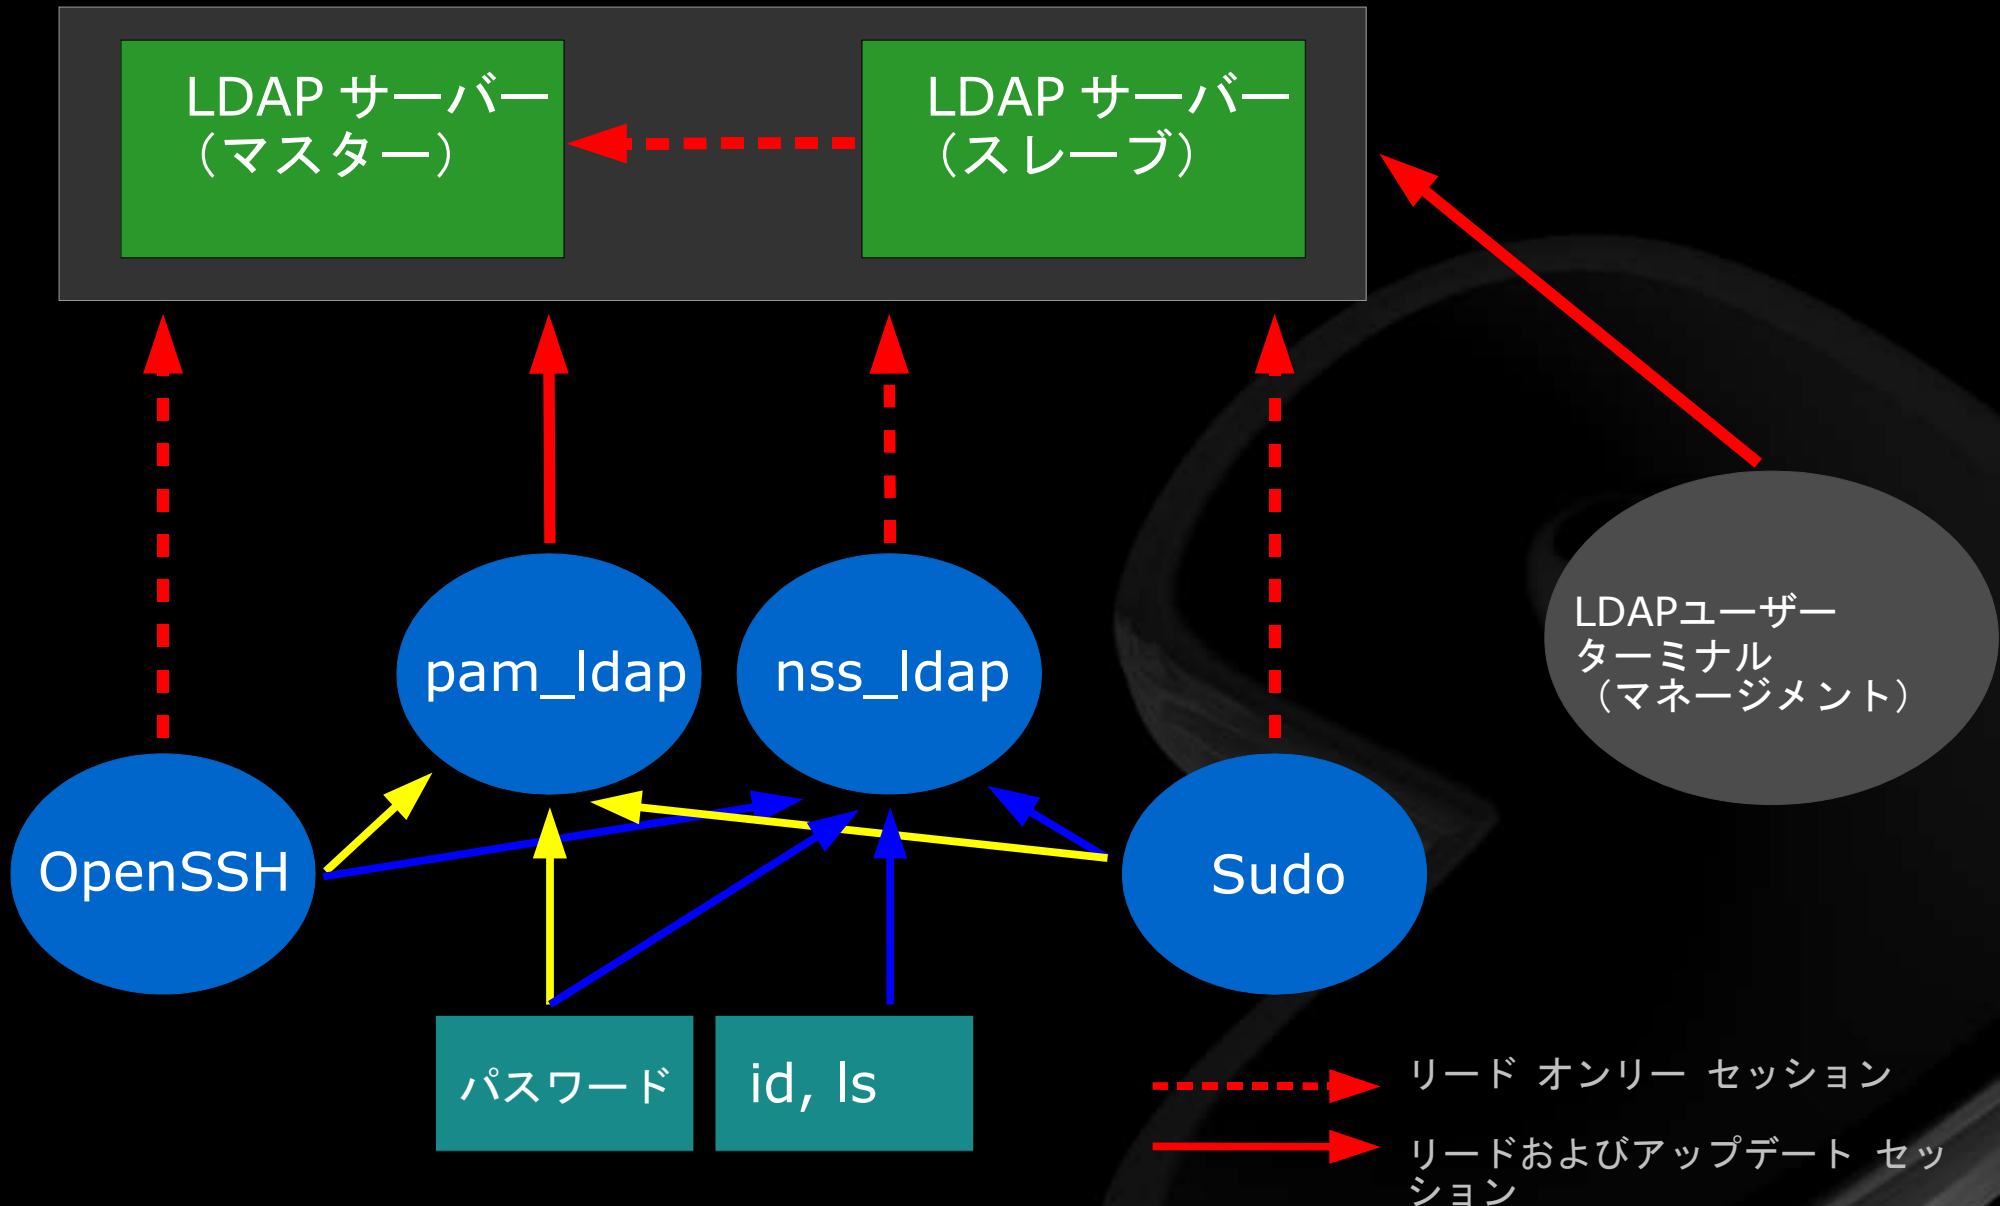 LDAP サーバー
（マスター）
LDAP サーバー
（スレーブ）
pam_ldap
nss_ldap
LDAPユーザー
ターミナル
（マネージメント）
OpenSSH
Sudo
パスワード
id, ls
リード オンリー セッション
リードおよびアップデート セッ
ション